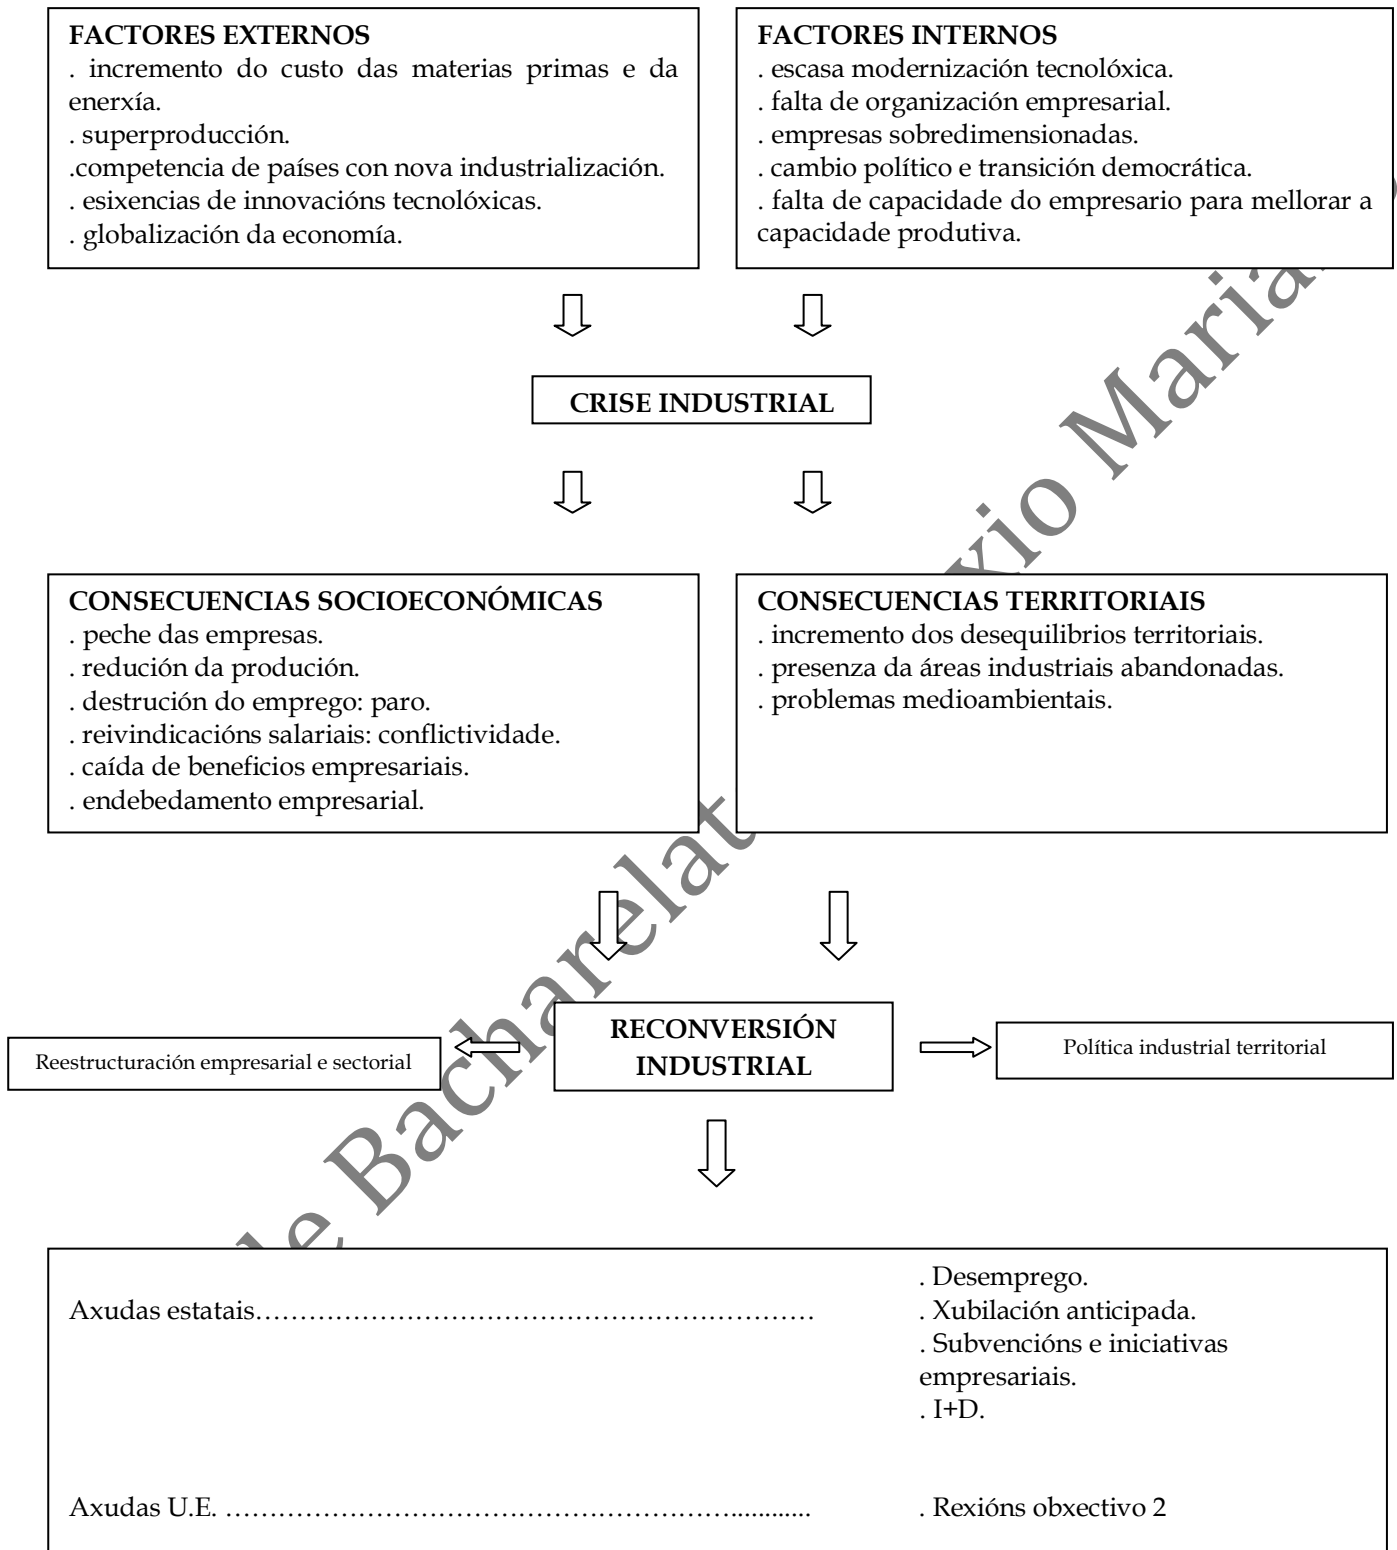 FACTORES EXTERNOS
. incremento do custo das materias primas e da
enerxía.
. superproducción.
.competencia de países con nova industrialización.
. esixencias de innovacións tecnolóxicas.
. globalización da economía.
FACTORES INTERNOS
. escasa modernización tecnolóxica.
. falta de organización empresarial.
. empresas sobredimensionadas.
. cambio político e transición democrática.
. falta de capacidade do empresario para mellorar a
capacidade produtiva.
CRISE INDUSTRIAL
CONSECUENCIAS SOCIOECONÓMICAS
. peche das empresas.
. redución da produción.
. destrución do emprego: paro.
. reivindicacións salariais: conflictividade.
. caída de beneficios empresariais.
. endebedamento empresarial.
CONSECUENCIAS TERRITORIAIS
. incremento dos desequilibrios territoriais.
. presenza da áreas industriais abandonadas.
. problemas medioambientais.
RECONVERSIÓN
INDUSTRIAL
Reestructuración empresarial e sectorial
Política industrial territorial
. Desemprego.
Axudas estatais……………………………………………………… . Xubilación anticipada.
. Subvencións e iniciativas
empresariais.
. I+D.
Axudas U.E. …………………………………………………............ . Rexións obxectivo 2
de Bacharelat